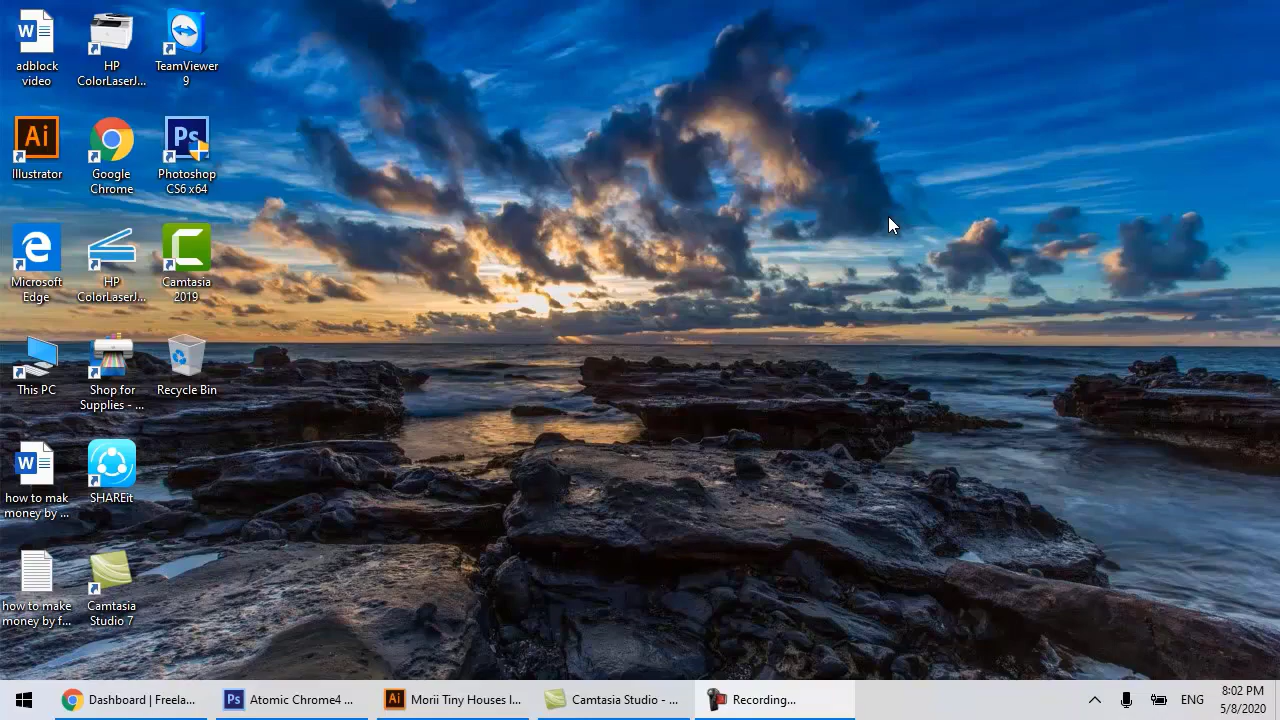 adblock
video
HP
ColorLaserJ...
TeamViewer
9
Ai
Illustrator
Google
Chrome
Ps
Photoshop
CS6 x64
Microsoft
Edge
HP
ColorLaserJ...
Camtasia
2019
This PC
Shop for
Supplies - ...
Recycle Bin
how to mak
money by ...
SHAREit
how to make
money by f...
Camtasia
Studio 7
Dashboard | Freela...
Ps
Atomic Chrome4 ...
Ai
Morii Tiny Houses I...
Camtasia Studio - ...
Recording...
ENG
8:02 PM
5/8/2020